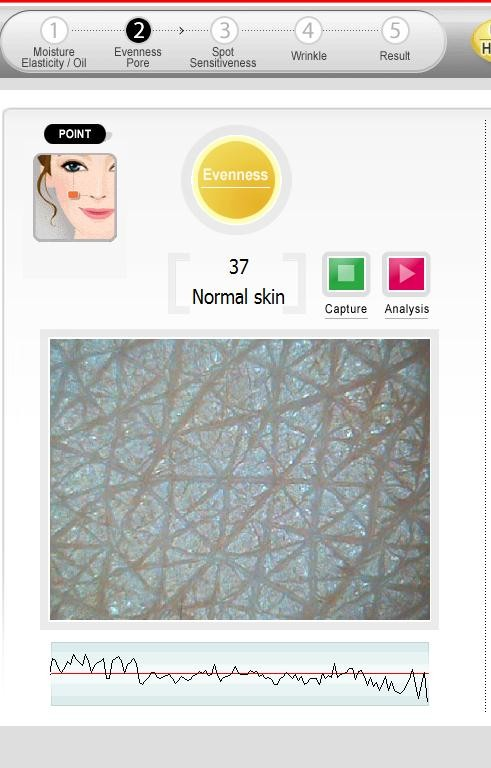 1
Moisture
Elasticity / Oil
2
Evenness
Pore
3
Spot
Sensitiveness
4
Wrinkle
5
Result
H
POINT
Evenness
37
Normal skin
Capture
Analysis